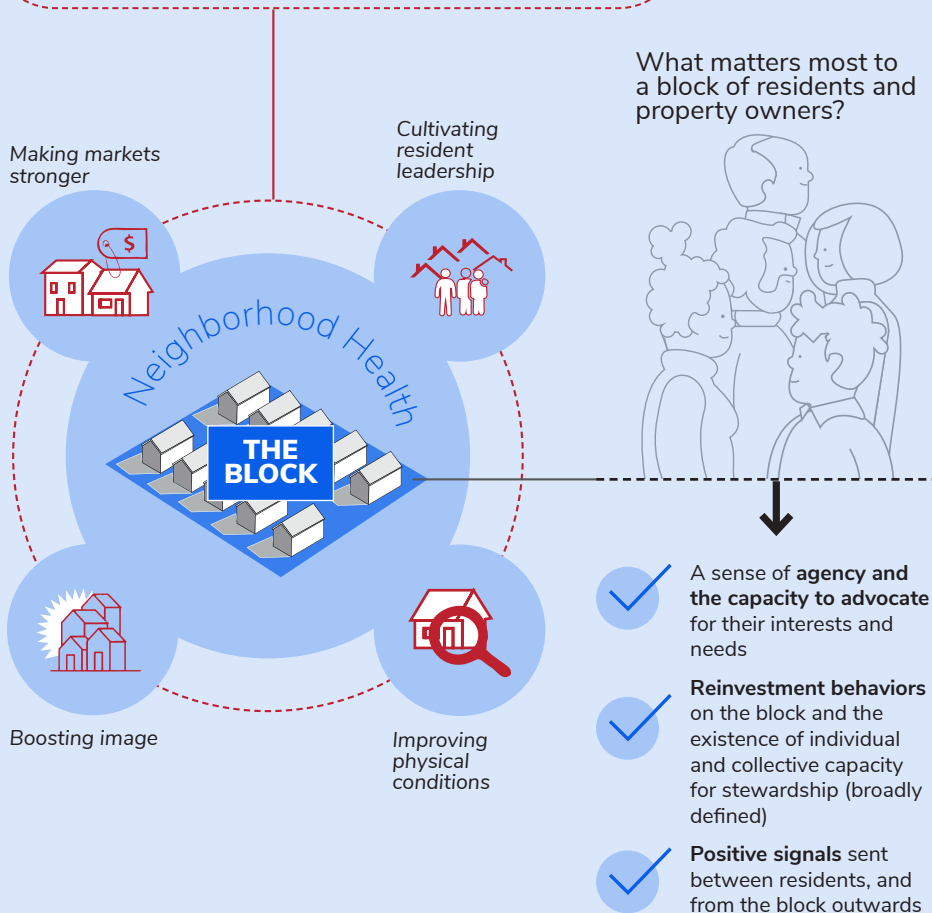 What matters most to
a block of residents and
property owners?
Making markets
stronger
Cultivating
resident
leadership
$
Neighborhood Health
THE
BLOCK
Boosting image
Improving
physical
conditions
A sense of agency and
the capacity to advocate
for their interests and
needs
Reinvestment behaviors
on the block and the
existence of individual
and collective capacity
for stewardship (broadly
defined)
Positive signals sent
between residents, and
from the block outwards